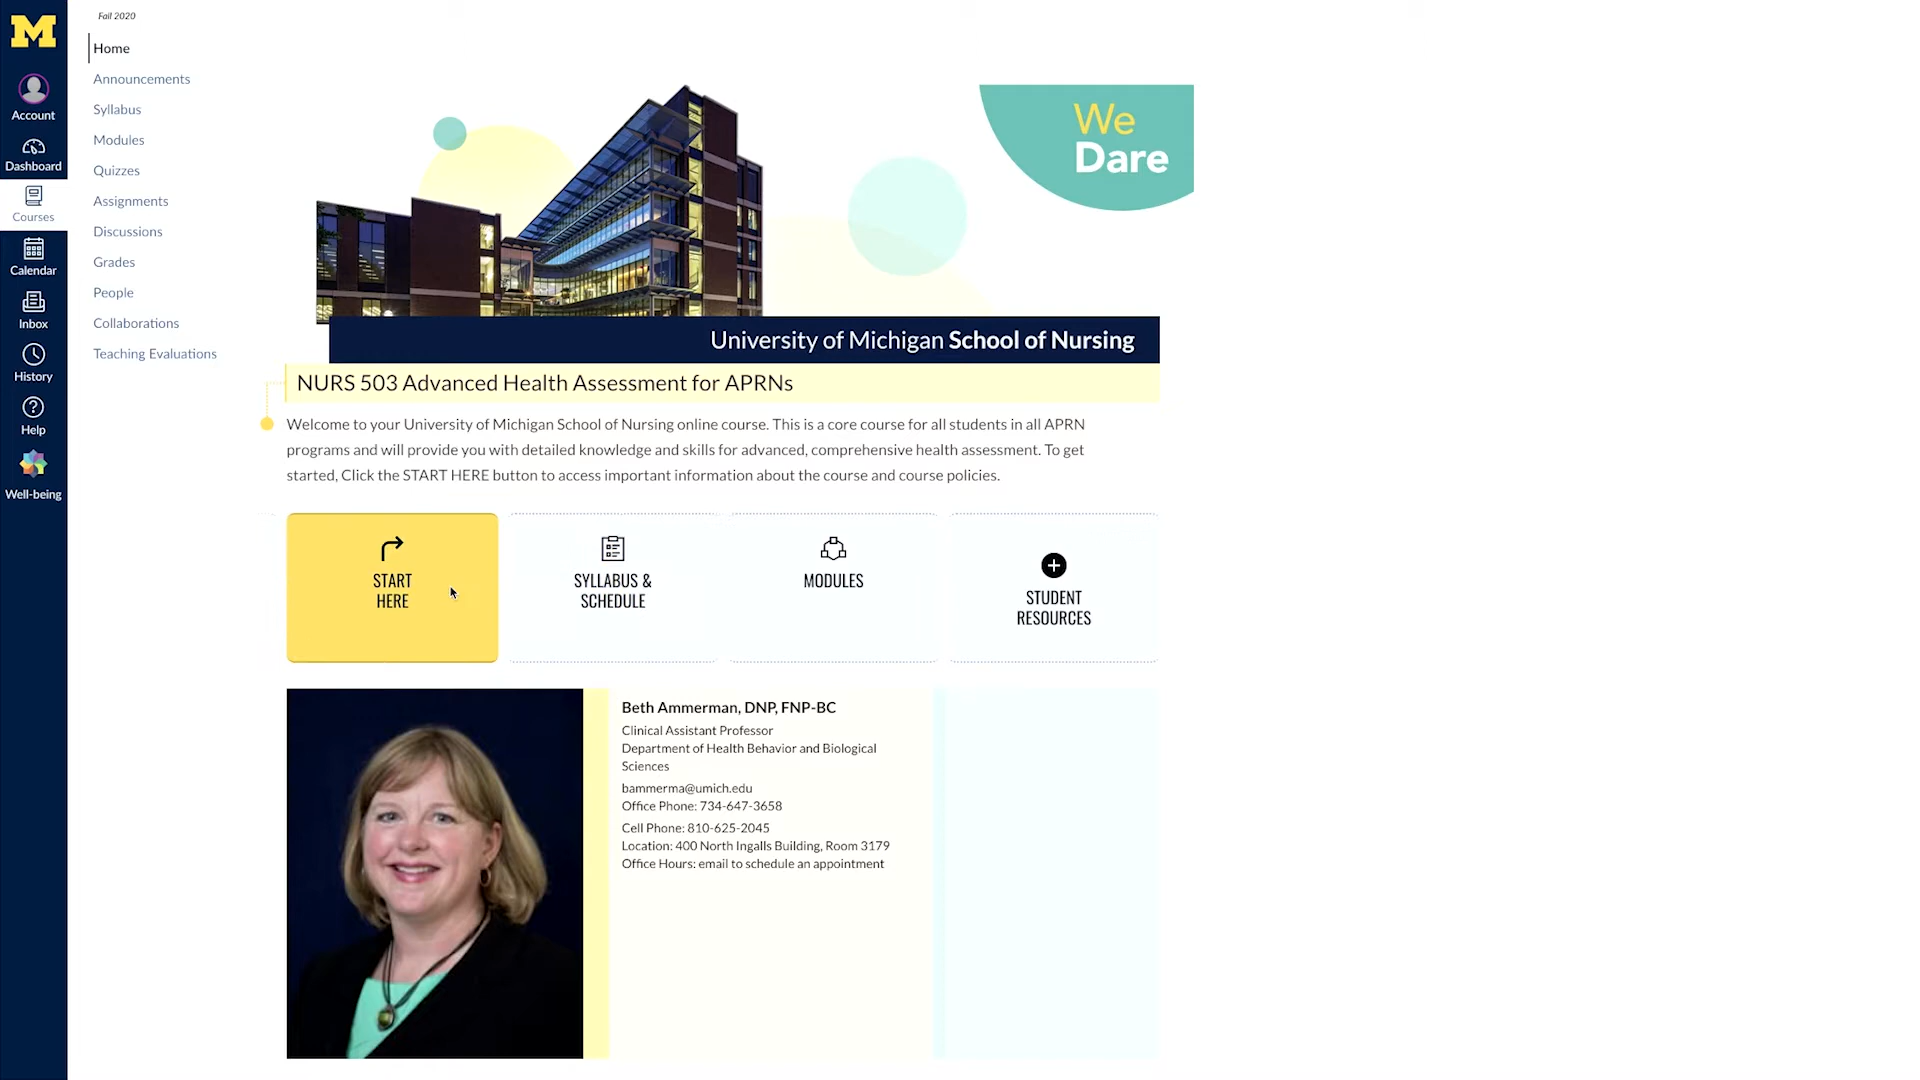 M
Account
Dashboard
Courses
Calendar
Inbox
History
Help
Well-being
Fall 2020
Home
Announcements
Syllabus
Modules
Quizzes
Assignments
Discussions
Grades
People
Collaborations
Teaching Evaluations
We
Dare
University of Michigan School of Nursing
NURS 503 Advanced Health Assessment for APRNs
Welcome to your University of Michigan School of Nursing online course. This is a core course for all students in all APRN
programs and will provide you with detailed knowledge and skills for advanced, comprehensive health assessment. To get
started, Click the START HERE button to access important information about the course and course policies.
START
HERE
SYLLABUS &
SCHEDULE
MODULES
STUDENT
RESOURCES
Beth Ammerman, DNP, FNP-BC
Clinical Assistant Professor
Department of Health Behavior and Biological
Sciences
bammerma@umich.edu
Office Phone: 734-647-3658
Cell Phone: 810-625-2045
Location: 400 North Ingalls Building, Room 3179
Office Hours: email to schedule an appointment